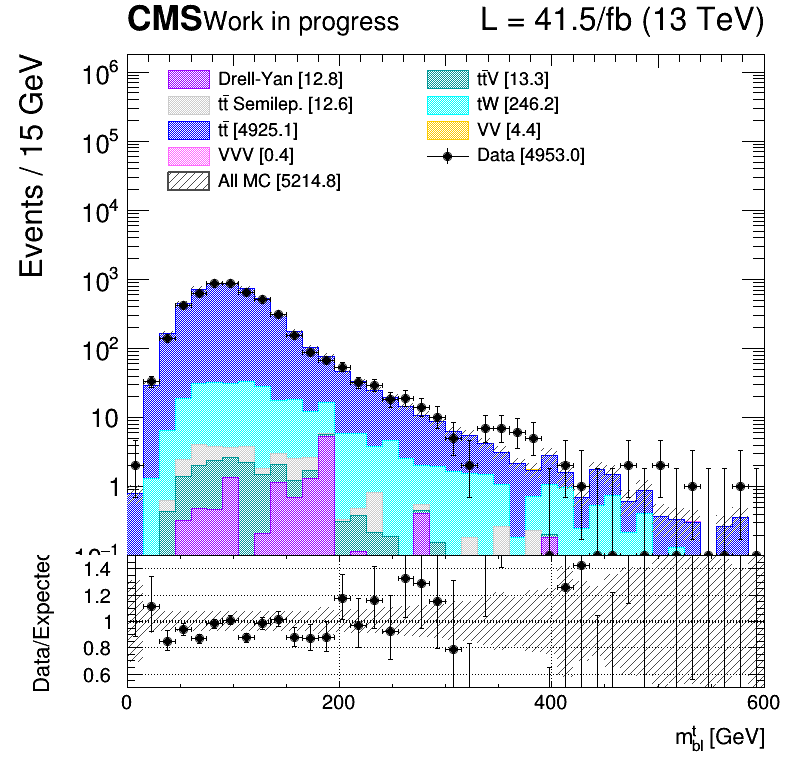 CMS Work in progress L = 41.5/fb (13 TeV)
Events / 15 GeV
10⁶
10⁵
10⁴
10³
10²
10
1
10⁻¹
Drell-Yan [12.8]
tt̄ Semilep. [12.6]
tt̄ [4925.1]
VVV [0.4]
All MC [5214.8]
tt̄V [13.3]
tW [246.2]
VV [4.4]
Data [4953.0]
Data/Expected
1.4
1.2
1
0.8
0.6
0 200 400 600
mᵗbl [GeV]